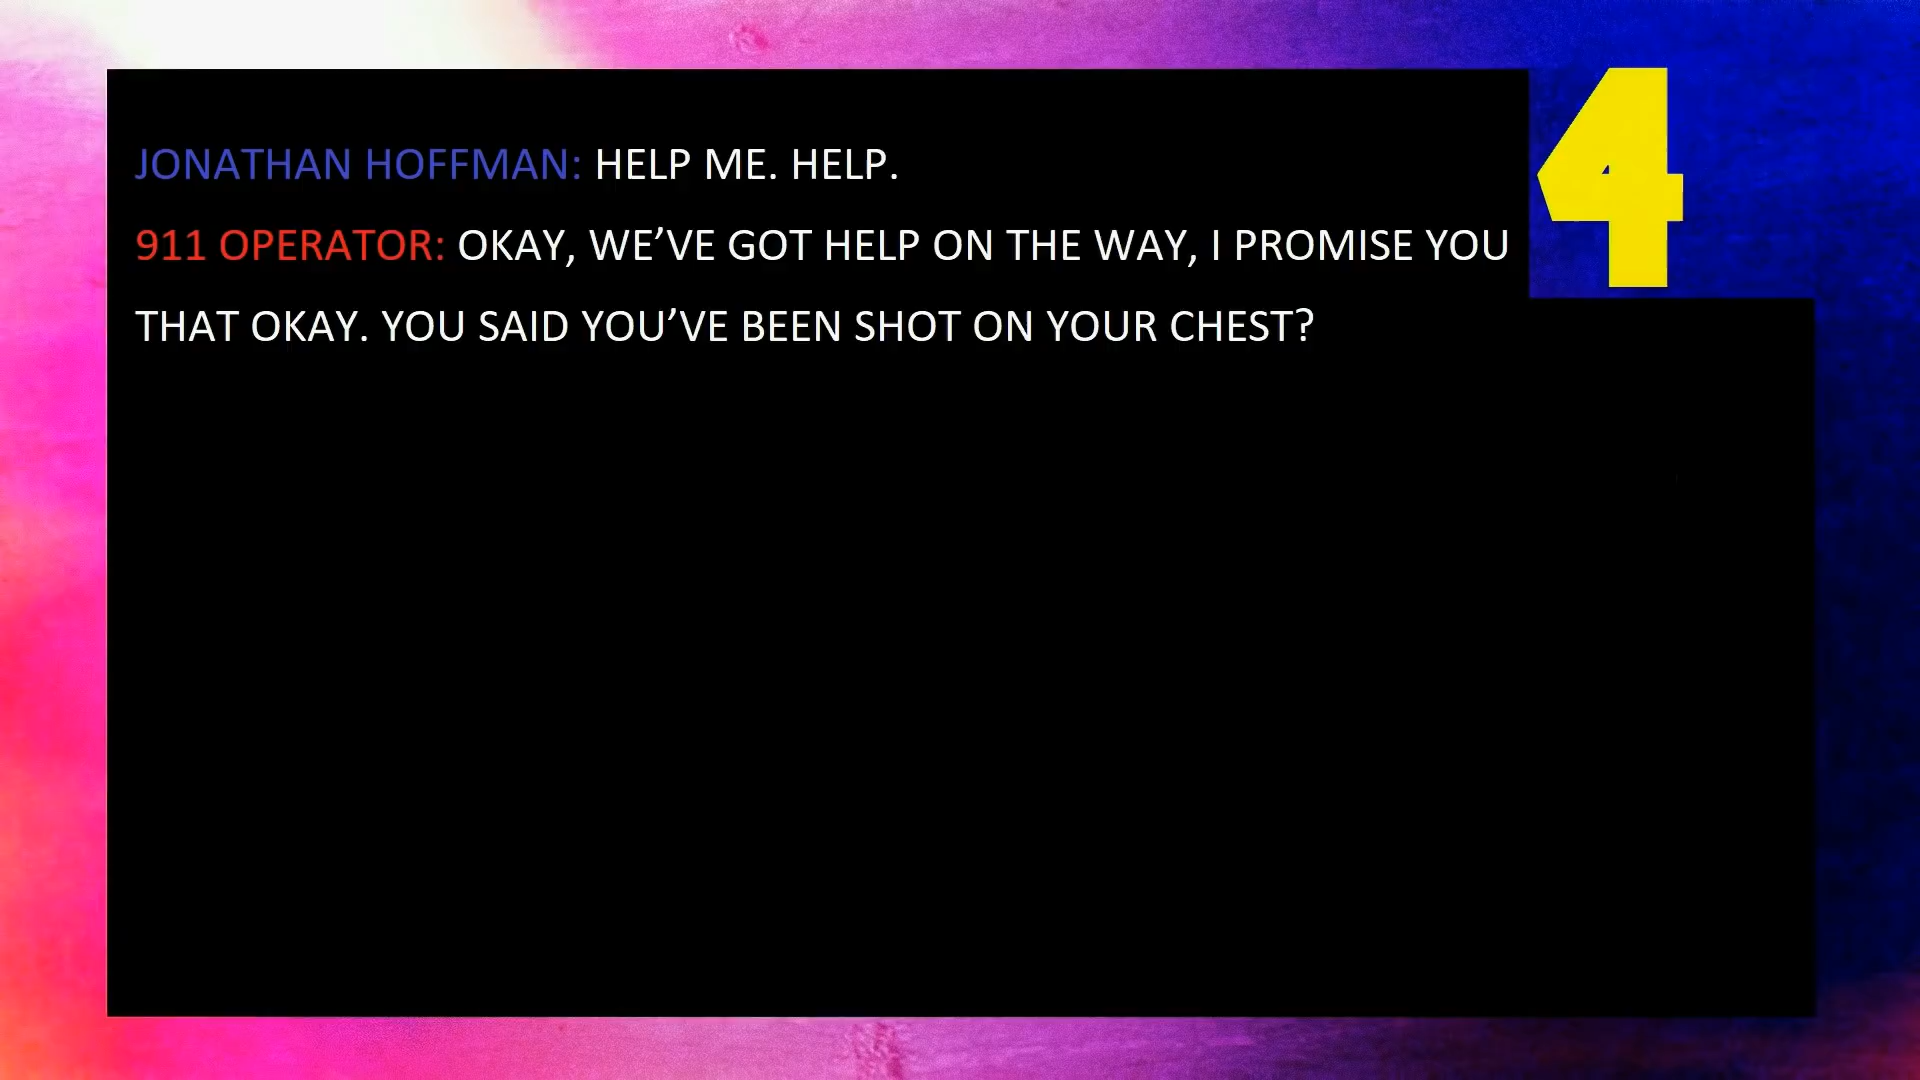 JONATHAN HOFFMAN: HELP ME. HELP.
911 OPERATOR: OKAY, WE’VE GOT HELP ON THE WAY, I PROMISE YOU
THAT OKAY. YOU SAID YOU’VE BEEN SHOT ON YOUR CHEST?
4